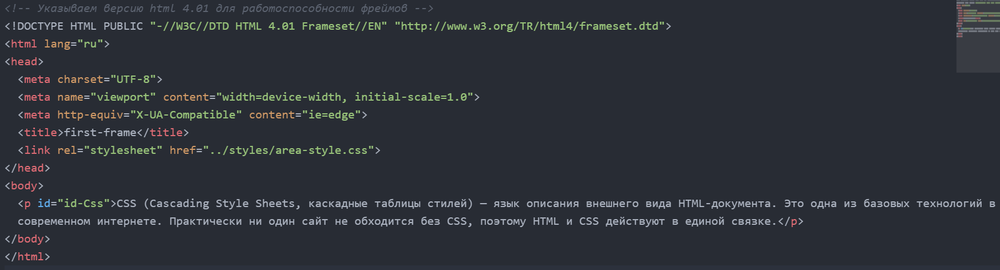 <!-- Указываем версию html 4.01 для работоспособности фреймов -->
<!DOCTYPE HTML PUBLIC "-//W3C//DTD HTML 4.01 Frameset//EN" "http://www.w3.org/TR/html4/frameset.dtd">
<html lang="ru">
<head>
  <meta charset="UTF-8">
  <meta name="viewport" content="width=device-width, initial-scale=1.0">
  <meta http-equiv="X-UA-Compatible" content="ie=edge">
  <title>first-frame</title>
  <link rel="stylesheet" href="../styles/area-style.css">
</head>
<body>
  <p id="id-Css">CSS (Cascading Style Sheets, каскадные таблицы стилей) — язык описания внешнего вида HTML-документа. Это одна из базовых технологий в
  современном интернете. Практически ни один сайт не обходится без CSS, поэтому HTML и CSS действуют в единой связке.</p>
</body>
</html>